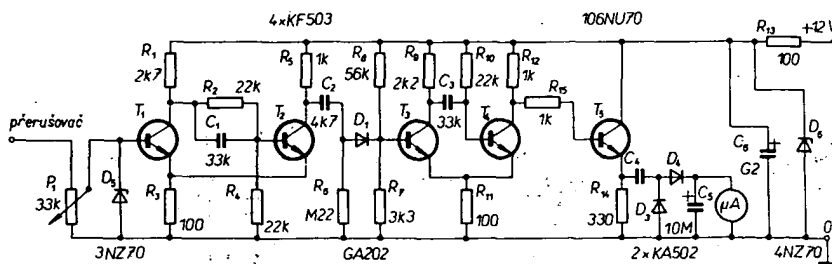 4×KF503
106NU70
R1
2k7
R2
22k
C1
33k
T1
přerušovač
P1
33k
D5
R3
100
R4
22k
3NZ70
R5
1k
C2
4k7
T2
D1
R6
M22
R8
56k
R7
3k3
GA202
R9
2k2
C3
33k
R10
22k
R12
1k
T3
T4
R11
100
R15
1k
T5
R14
330
C4
D3
D4
C5
10M
μA
2×KA502
R13
100
+12V
C6
G2
D6
4NZ70
0